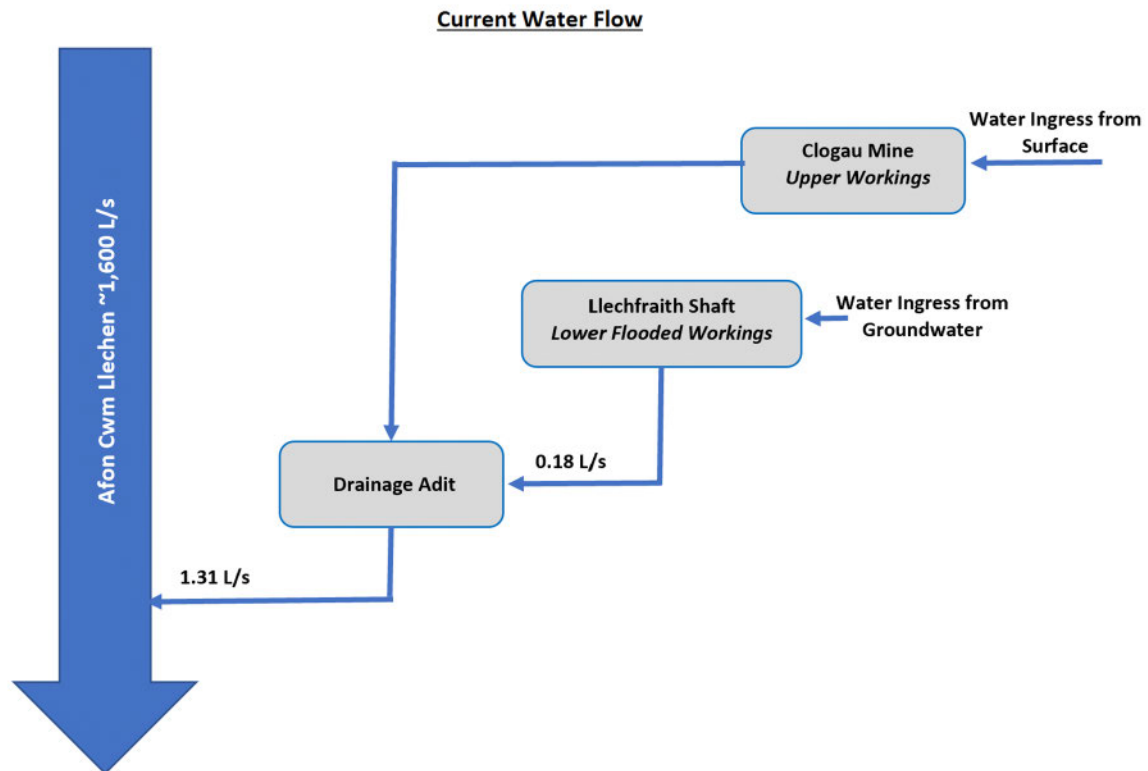 Current Water Flow
Afon Cwm Llechen ~1,600 L/s
Water Ingress from
Surface
Clogau Mine
Upper Workings
Llechfraith Shaft
Lower Flooded Workings
Water Ingress from
Groundwater
0.18 L/s
Drainage Adit
1.31 L/s